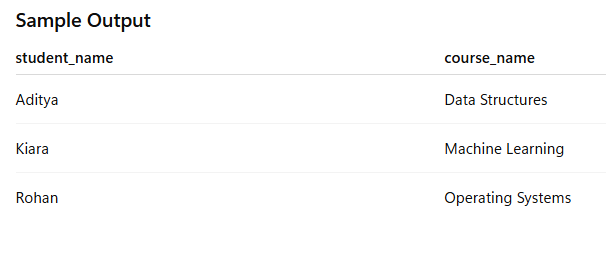 Sample Output
student_name course_name
Aditya Data Structures
Kiara Machine Learning
Rohan Operating Systems